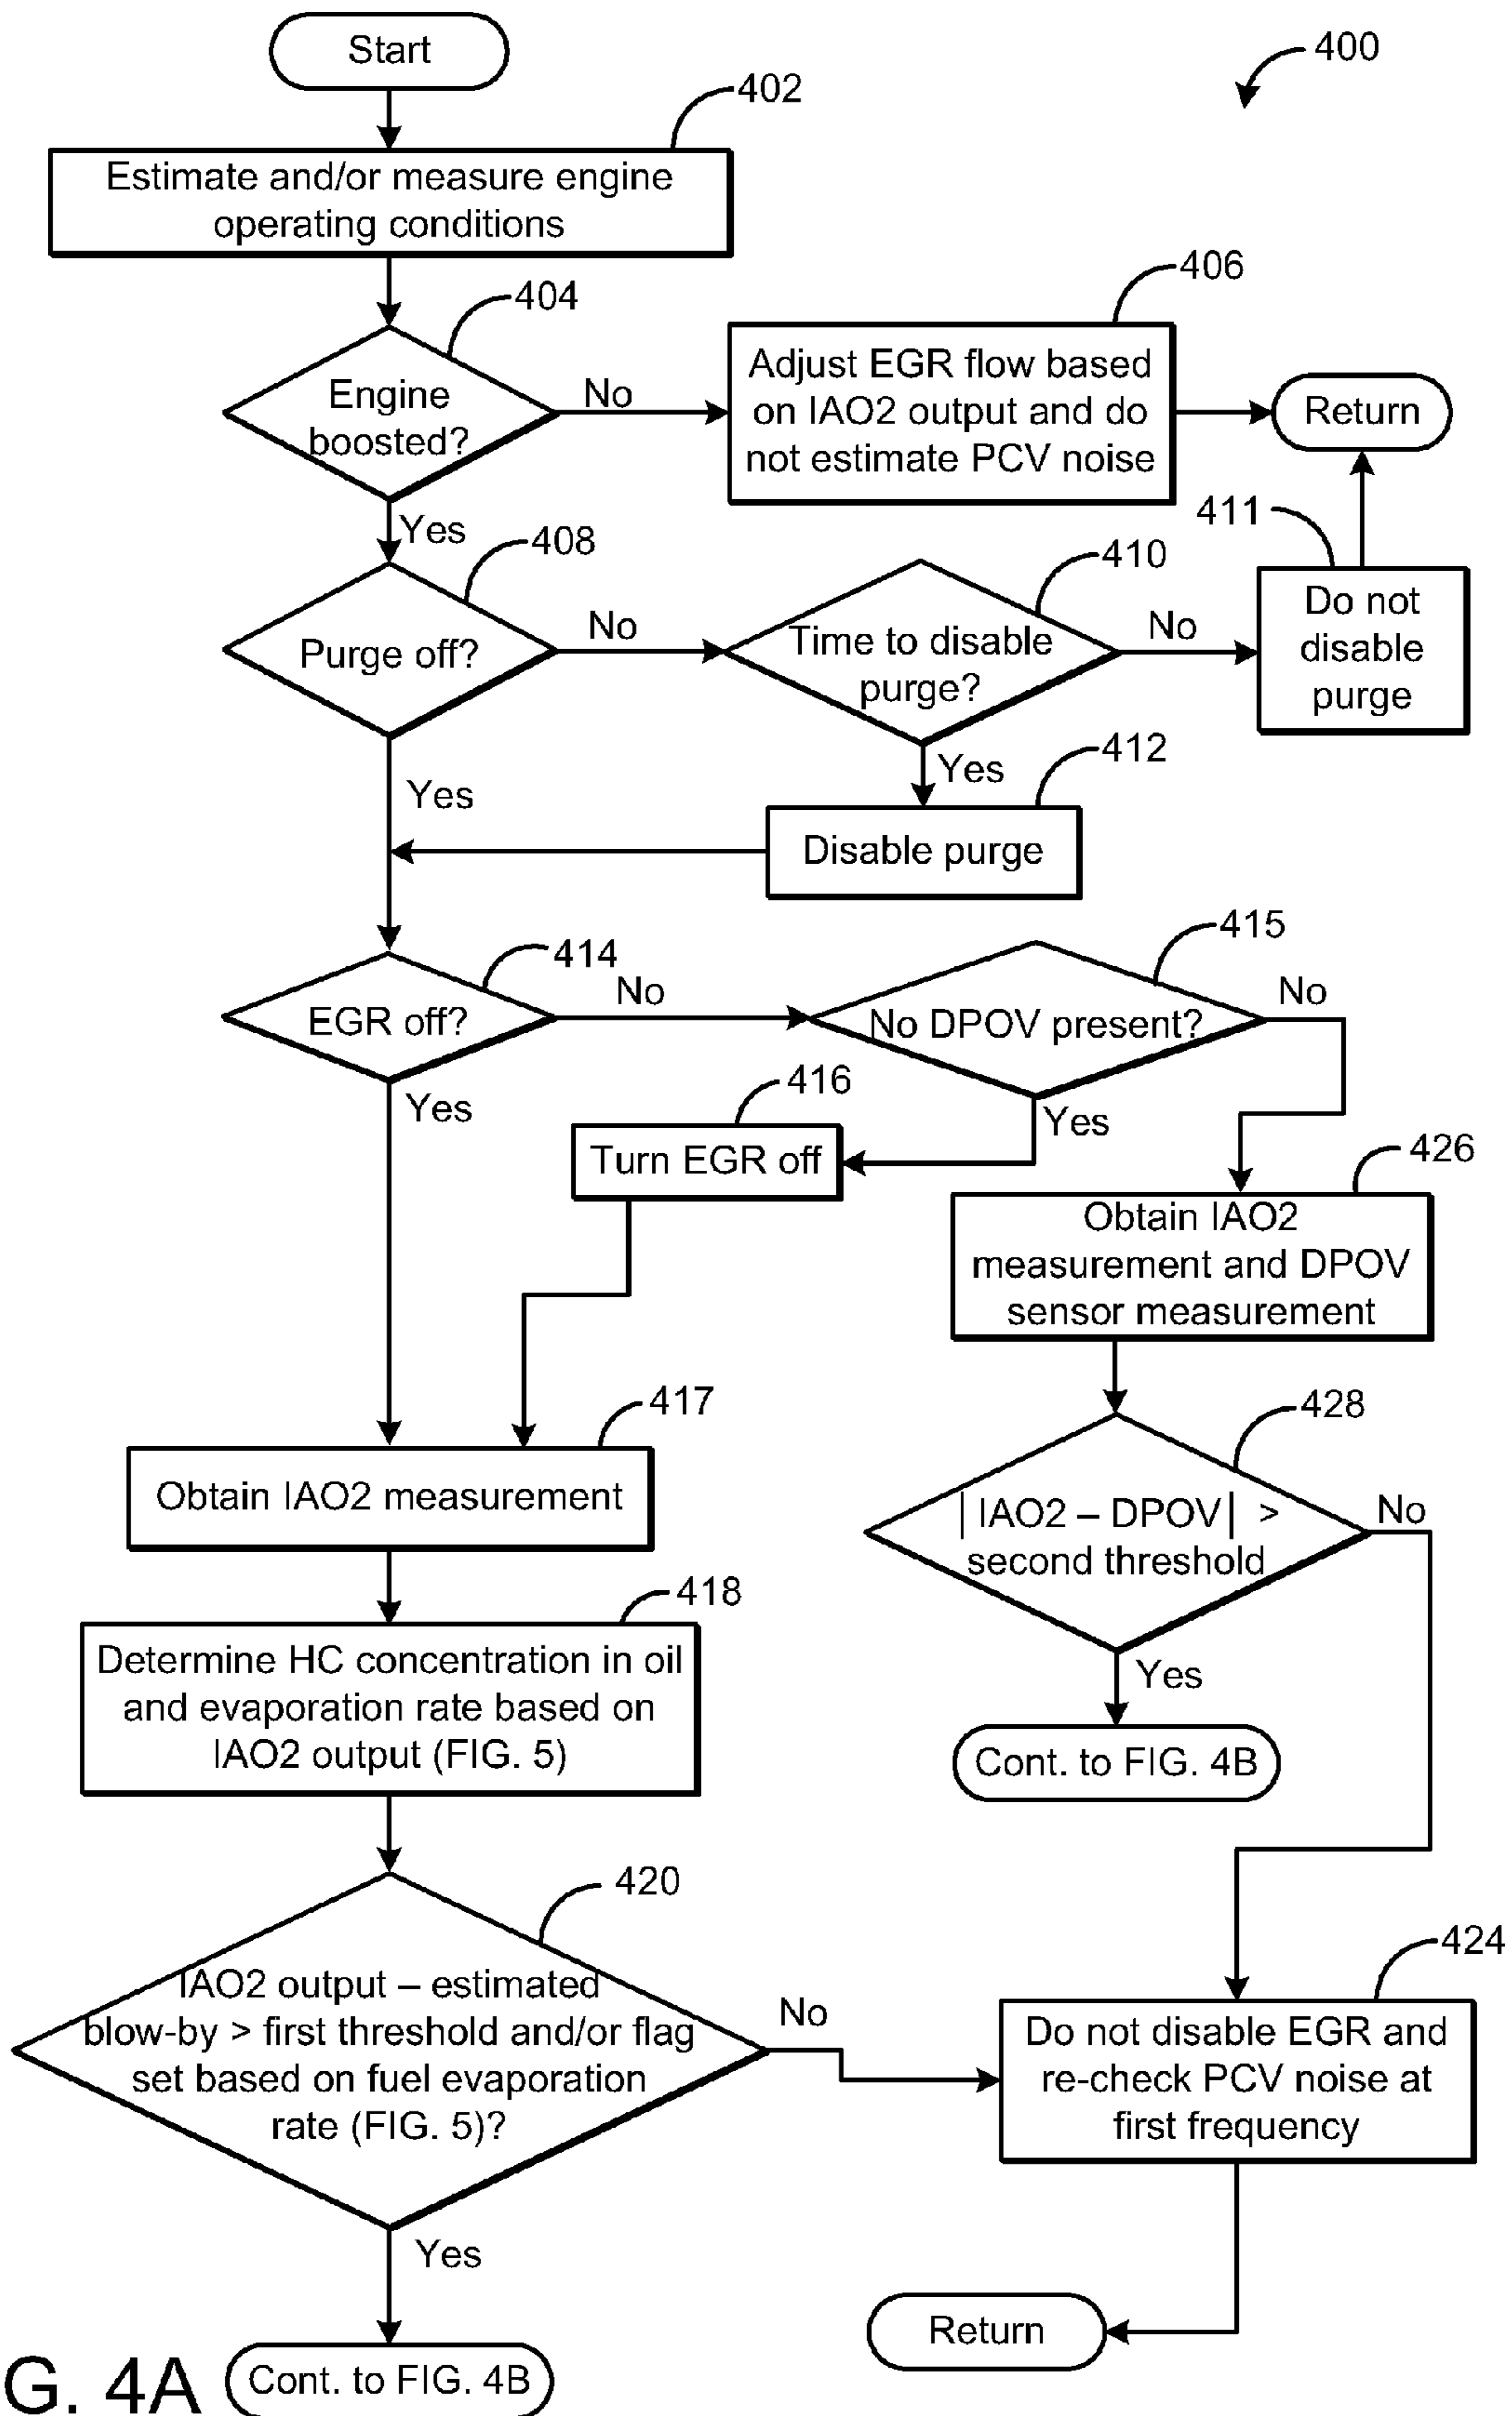 Start
400
402
Estimate and/or measure engine
operating conditions
404
406
Engine
boosted?
No
Adjust EGR flow based
on IAO2 output and do
not estimate PCV noise
Return
Yes
408
410
411
Purge off?
No
Time to disable
purge?
No
Do not
disable
purge
Yes
412
Yes
Disable purge
414
415
EGR off?
No
No DPOV present?
No
Yes
416
Yes
Turn EGR off
426
Obtain IAO2
measurement and DPOV
sensor measurement
417
428
Obtain IAO2 measurement
| IAO2 – DPOV| >
second threshold
No
418
Determine HC concentration in oil
and evaporation rate based on
IAO2 output (FIG. 5)
Yes
Cont. to FIG. 4B
420
424
IAO2 output – estimated
blow-by > first threshold and/or flag
set based on fuel evaporation
rate (FIG. 5)?
No
Do not disable EGR and
re-check PCV noise at
first frequency
Yes
Return
G. 4A
Cont. to FIG. 4B